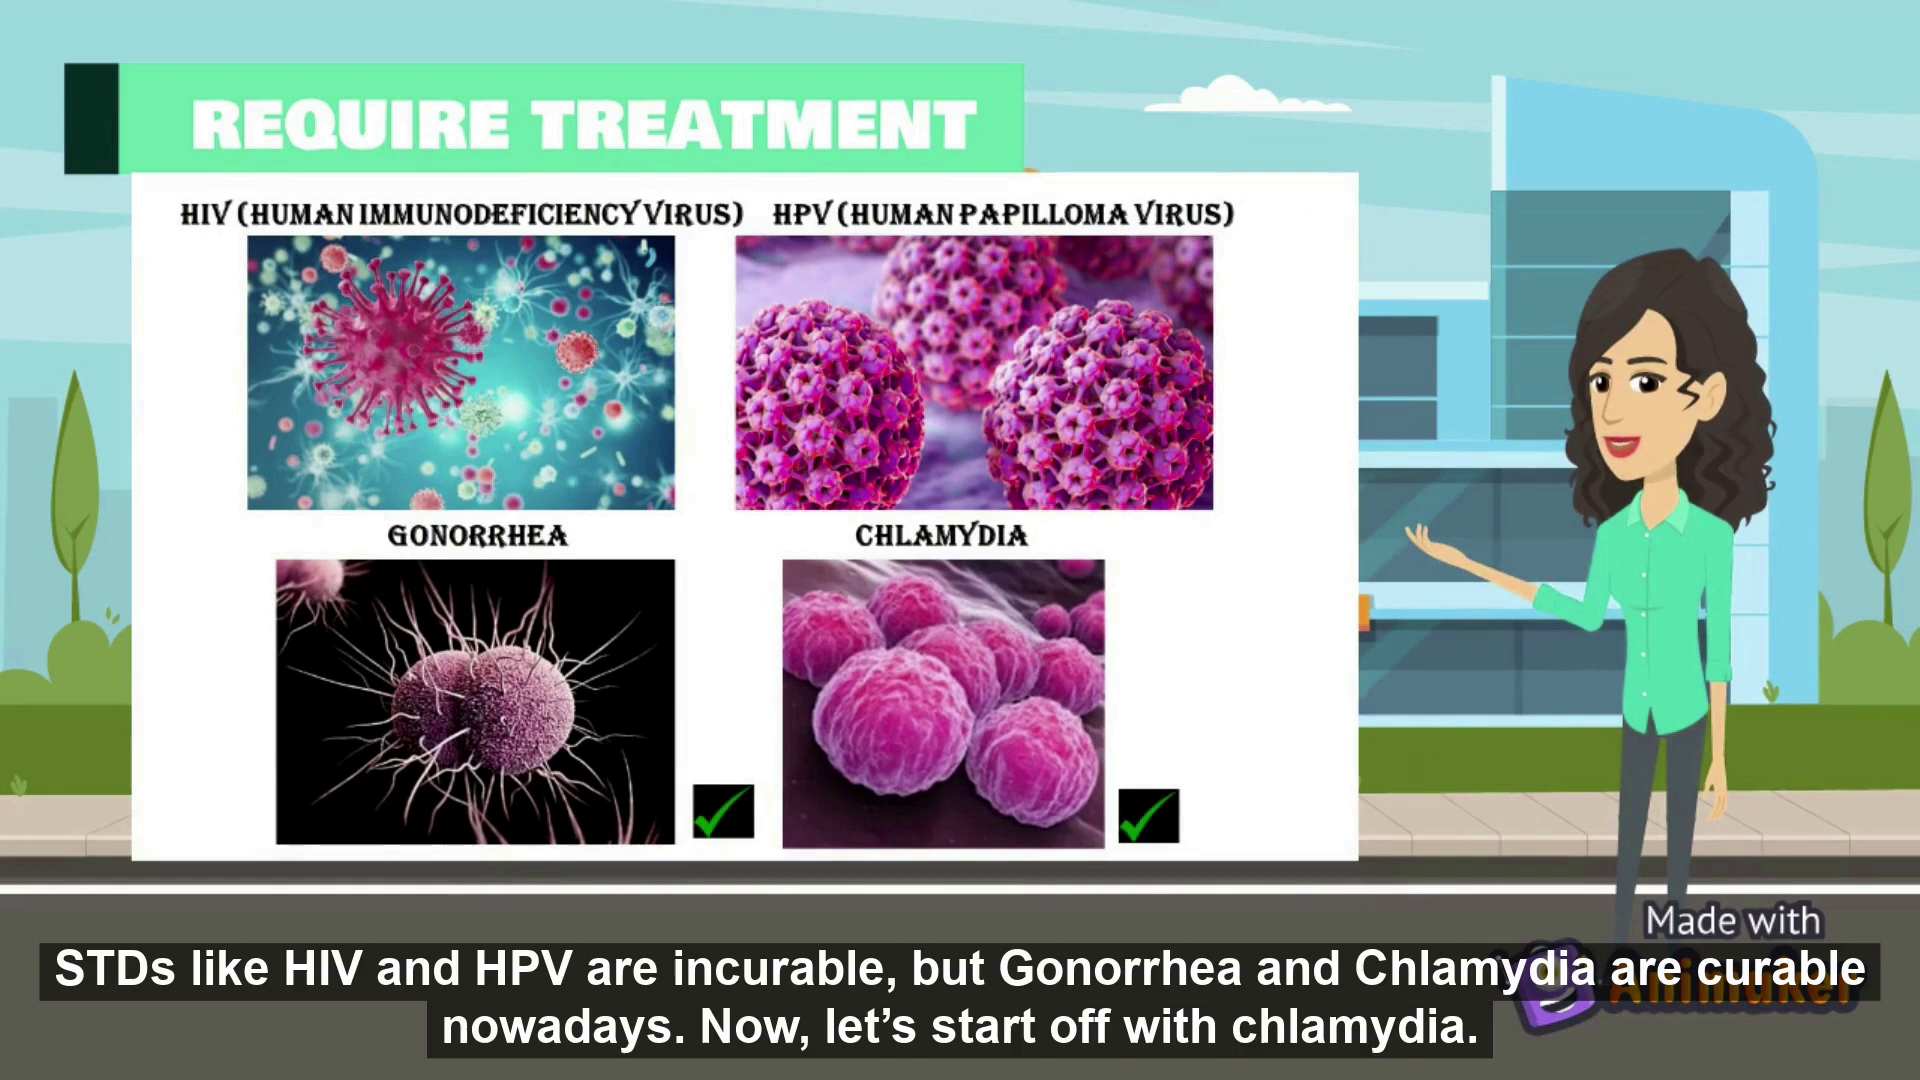 REQUIRE TREATMENT
HIV (HUMAN IMMUNODEFICIENCY VIRUS)
HPV (HUMAN PAPILLOMA VIRUS)
GONORRHEA
CHLAMYDIA
Made with
Animaker
STDs like HIV and HPV are incurable, but Gonorrhea and Chlamydia are curable
nowadays. Now, let’s start off with chlamydia.